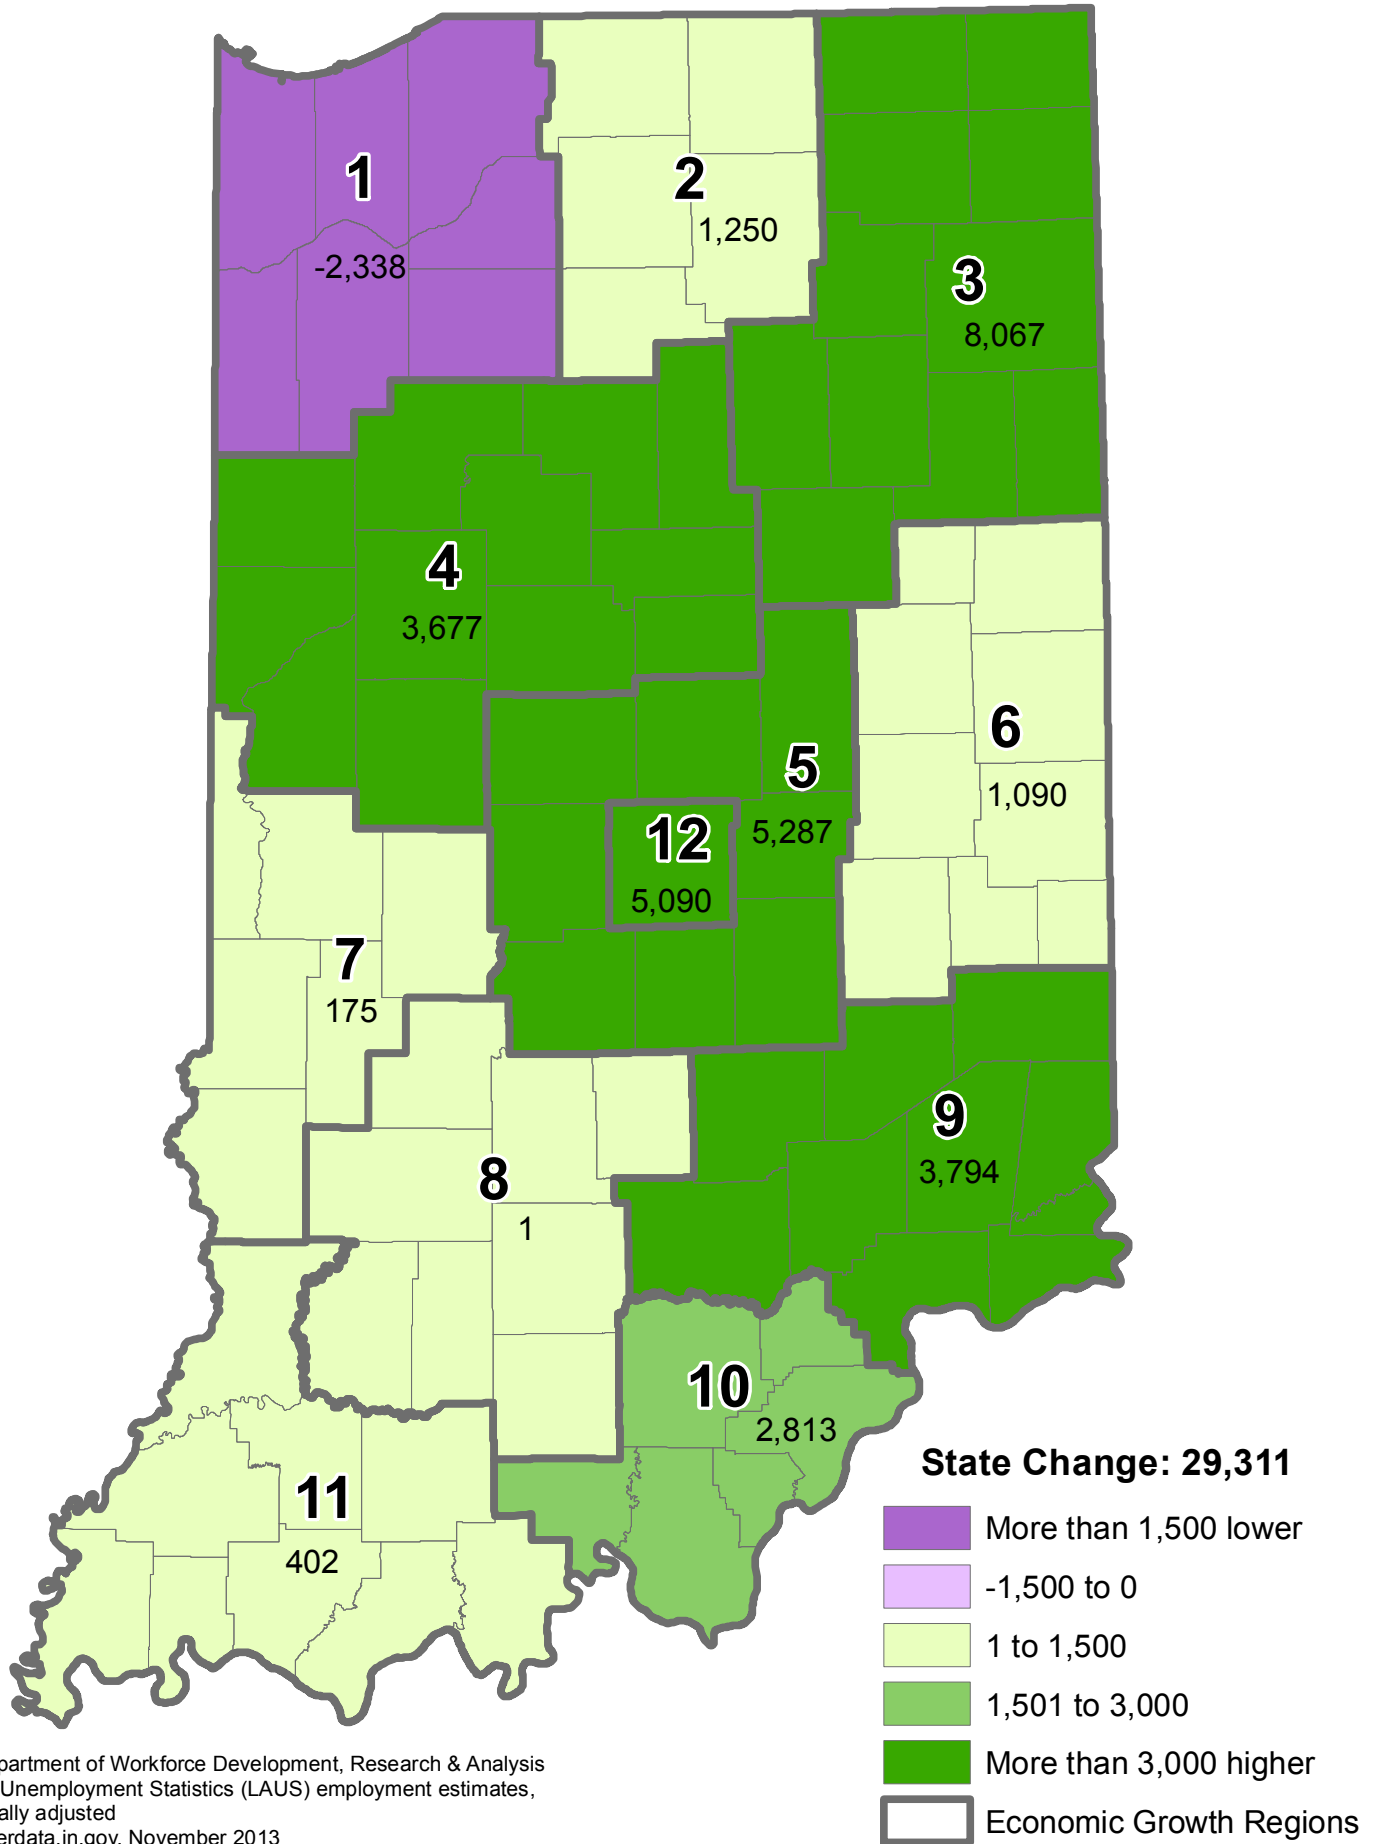 1
-2,338
2
1,250
3
8,067
4
3,677
5
5,287
6
1,090
12
5,090
7
175
8
1
9
3,794
10
2,813
11
402
State Change: 29,311
More than 1,500 lower
-1,500 to 0
1 to 1,500
1,501 to 3,000
More than 3,000 higher
Economic Growth Regions
partment of Workforce Development, Research & Analysis
Unemployment Statistics (LAUS) employment estimates,
ally adjusted
erdata.in.gov, November 2013